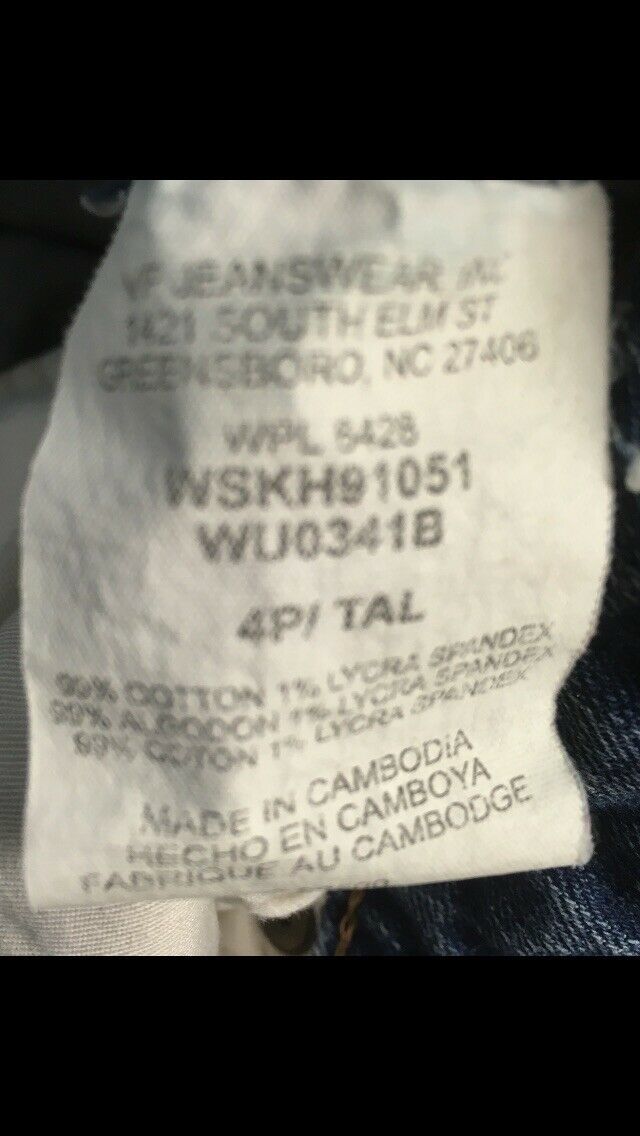 VF JEANSWEAR, INC
1421 SOUTH ELM ST
GREENSBORO, NC 27406
WPL 6428
WSKH91051
WU0341B
4P/ TAL
99% COTTON 1% LYCRA SPANDEX
99% ALGODON 1% LYCRA SPANDEX
99% COTON 1% LYCRA SPANDEX
MADE IN CAMBODIA
HECHO EN CAMBOYA
FABRIQUE AU CAMBODGE